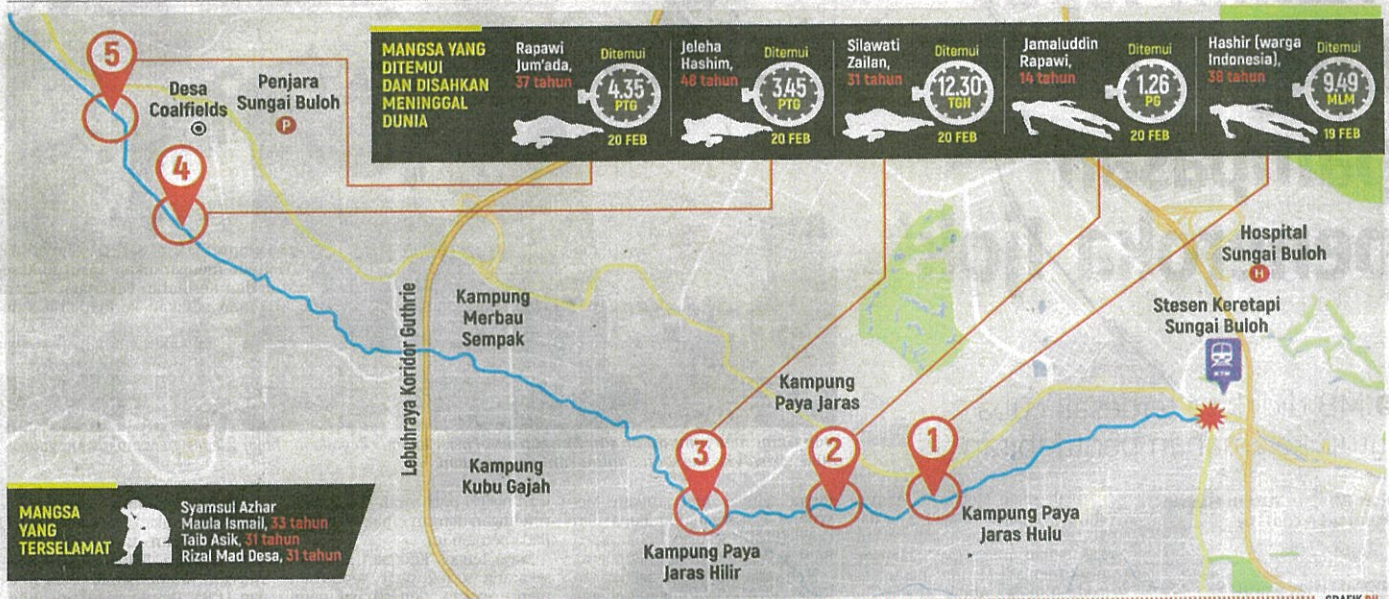 MANGSA YANG
DITEMUI
DAN DISAHKAN
MENINGGAL
DUNIA
Rapawi
Jum'ada,
37 tahun
Ditemui
4.35
PTG
20 FEB
Jeleha
Hashim,
48 tahun
Ditemui
3.45
PTG
20 FEB
Silawati
Zailan,
31 tahun
Ditemui
12.30
TGH
20 FEB
Jamaluddin
Rapawi,
14 tahun
Ditemui
1.26
PG
20 FEB
Hashir (warga
Indonesia),
38 tahun
Ditemui
9.49
MLM
19 FEB
5
Desa
Coalfields
Penjara
Sungai Buloh
P
4
Hospital
Sungai Buloh
H
Stesen Keretapi
Sungai Buloh
KTM
Lebuhraya Koridor Guthrie
Kampung
Merbau
Sempak
Kampung
Paya Jaras
3
2
1
Kampung
Kubu Gajah
Kampung Paya
Jaras Hulu
Kampung Paya
Jaras Hilir
MANGSA
YANG
TERSELAMAT
Syamsul Azhar
Maula Ismail, 33 tahun
Taib Asik, 31 tahun
Rizal Mad Desa, 31 tahun
GRAFIK BH